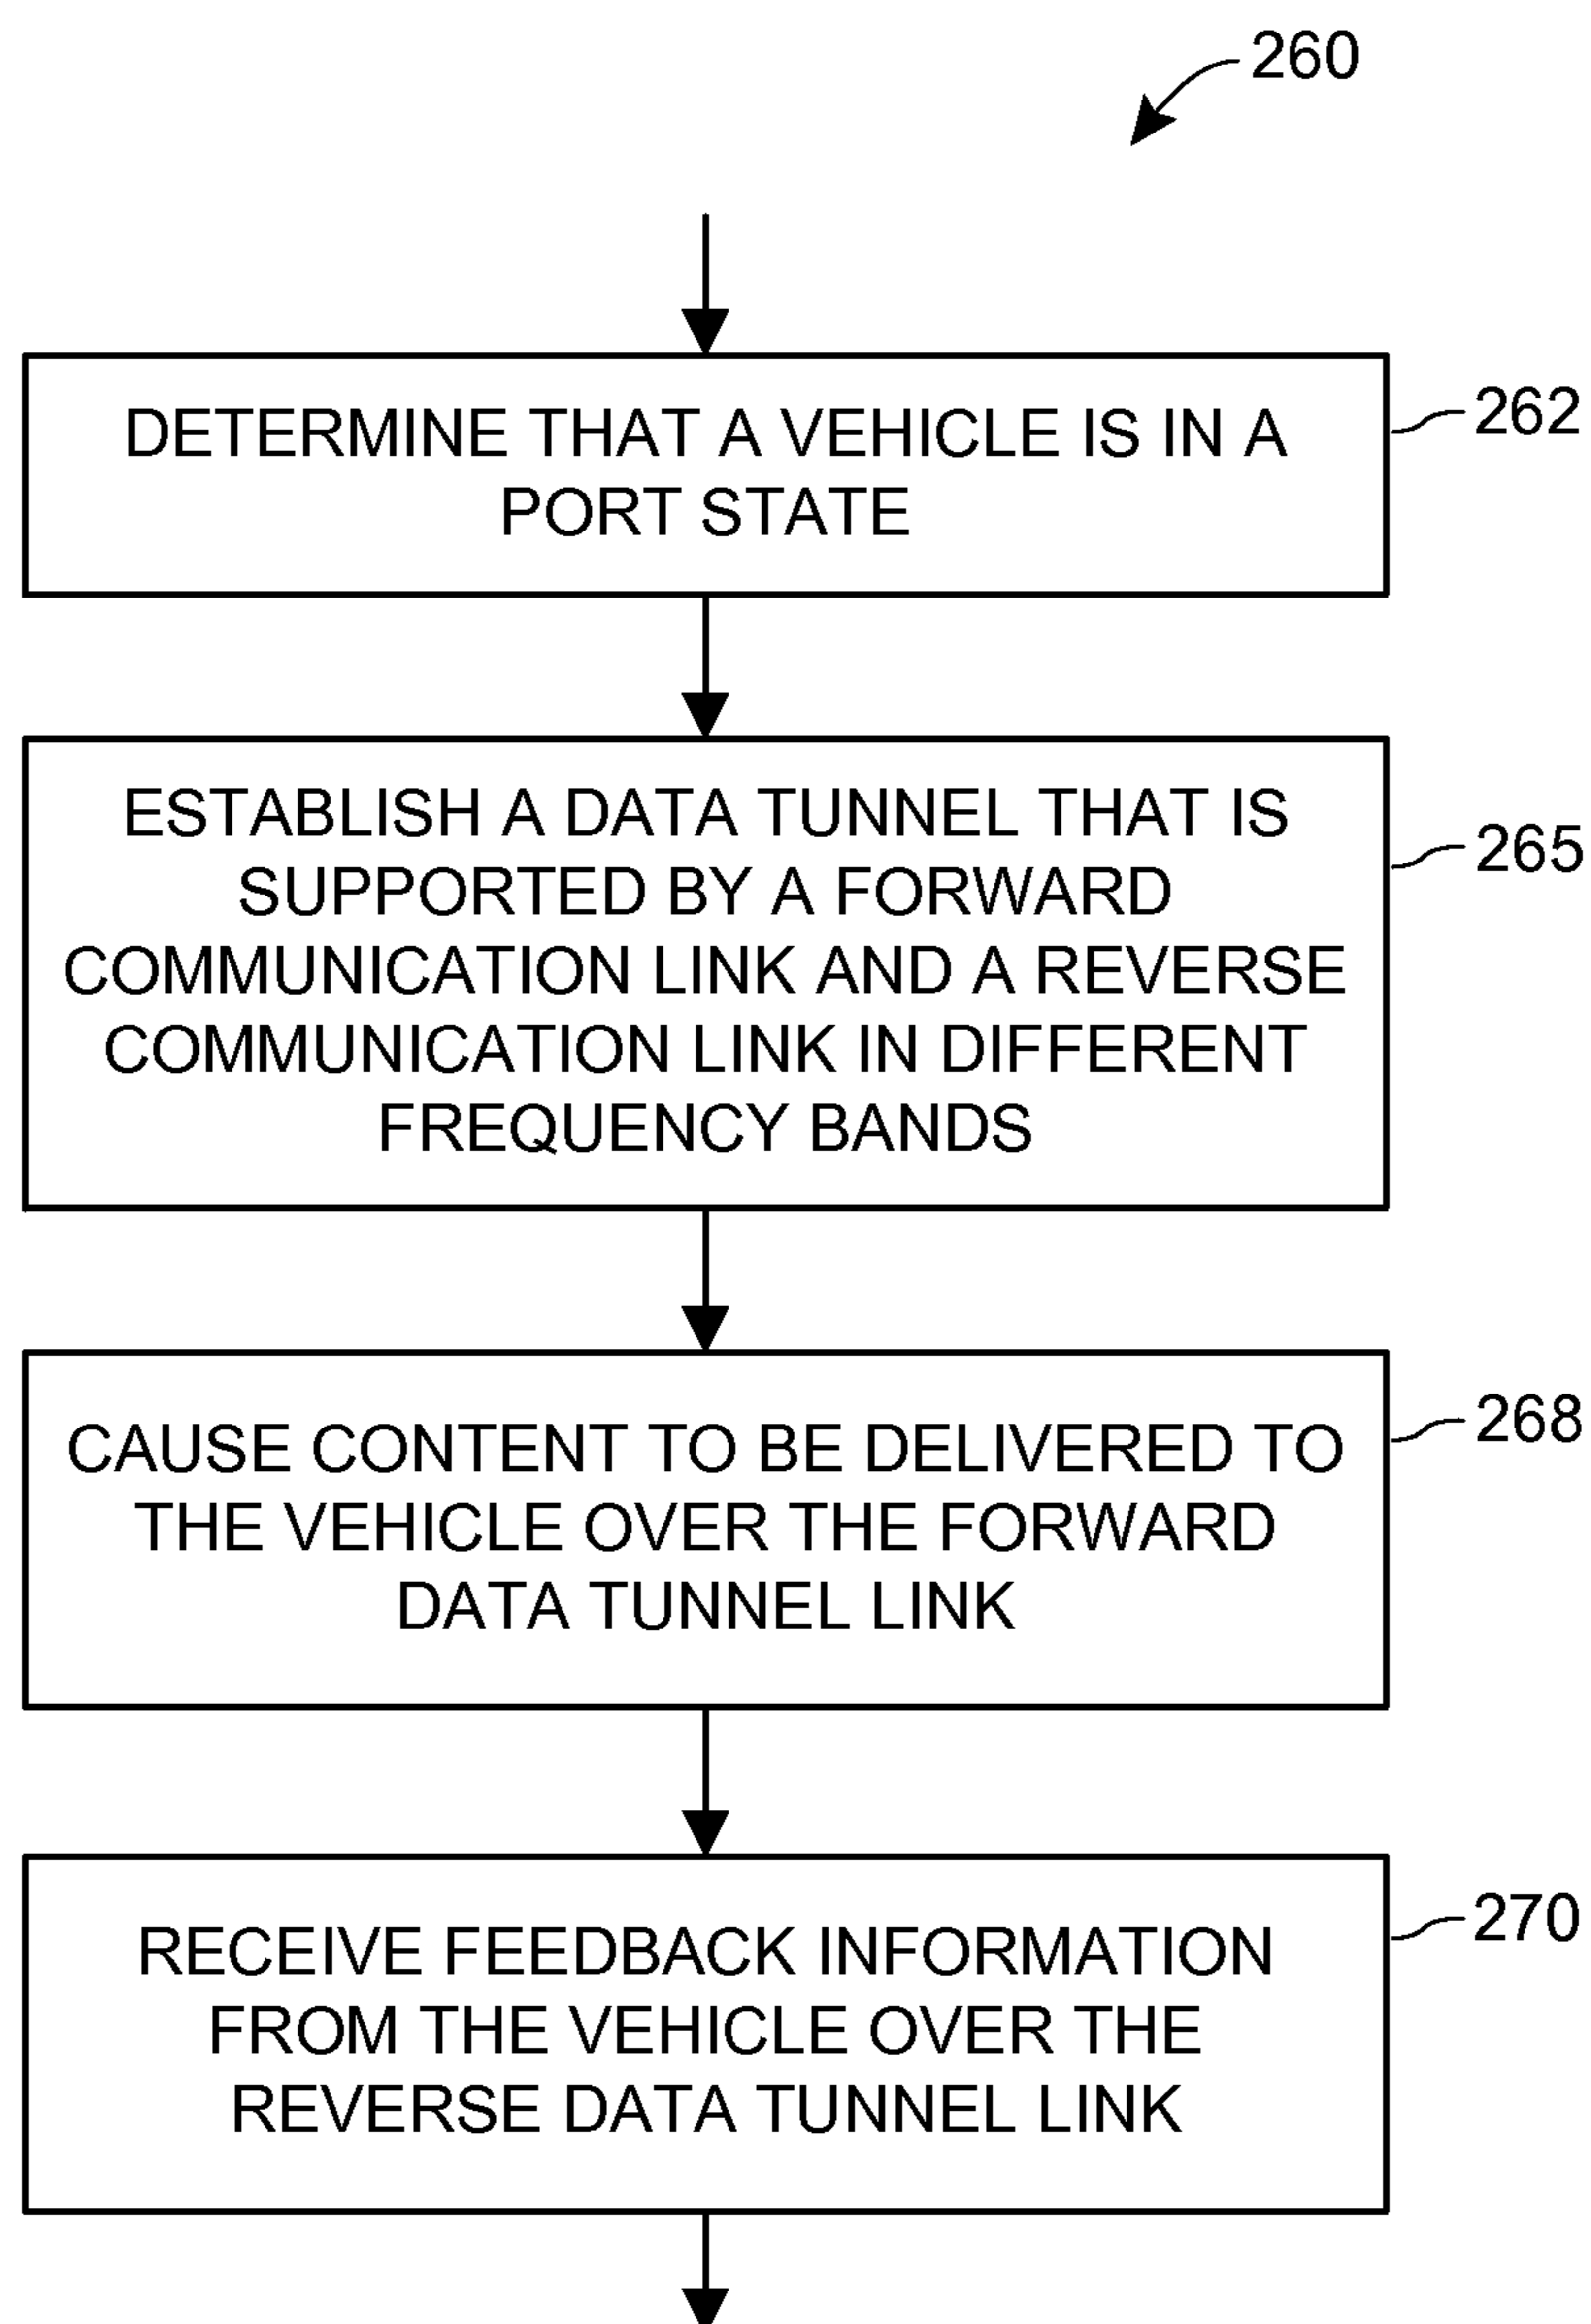 260
DETERMINE THAT A VEHICLE IS IN A
PORT STATE
262
ESTABLISH A DATA TUNNEL THAT IS
SUPPORTED BY A FORWARD
COMMUNICATION LINK AND A REVERSE
COMMUNICATION LINK IN DIFFERENT
FREQUENCY BANDS
265
CAUSE CONTENT TO BE DELIVERED TO
THE VEHICLE OVER THE FORWARD
DATA TUNNEL LINK
268
RECEIVE FEEDBACK INFORMATION
FROM THE VEHICLE OVER THE
REVERSE DATA TUNNEL LINK
270